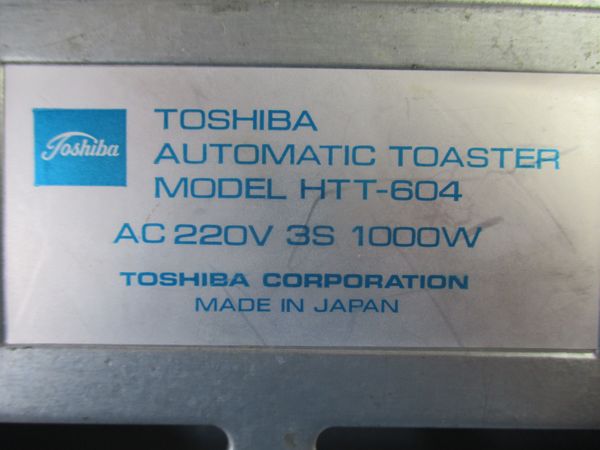 Toshiba
TOSHIBA
AUTOMATIC TOASTER
MODEL HTT-604
AC 220V 3S 1000W
TOSHIBA CORPORATION
MADE IN JAPAN